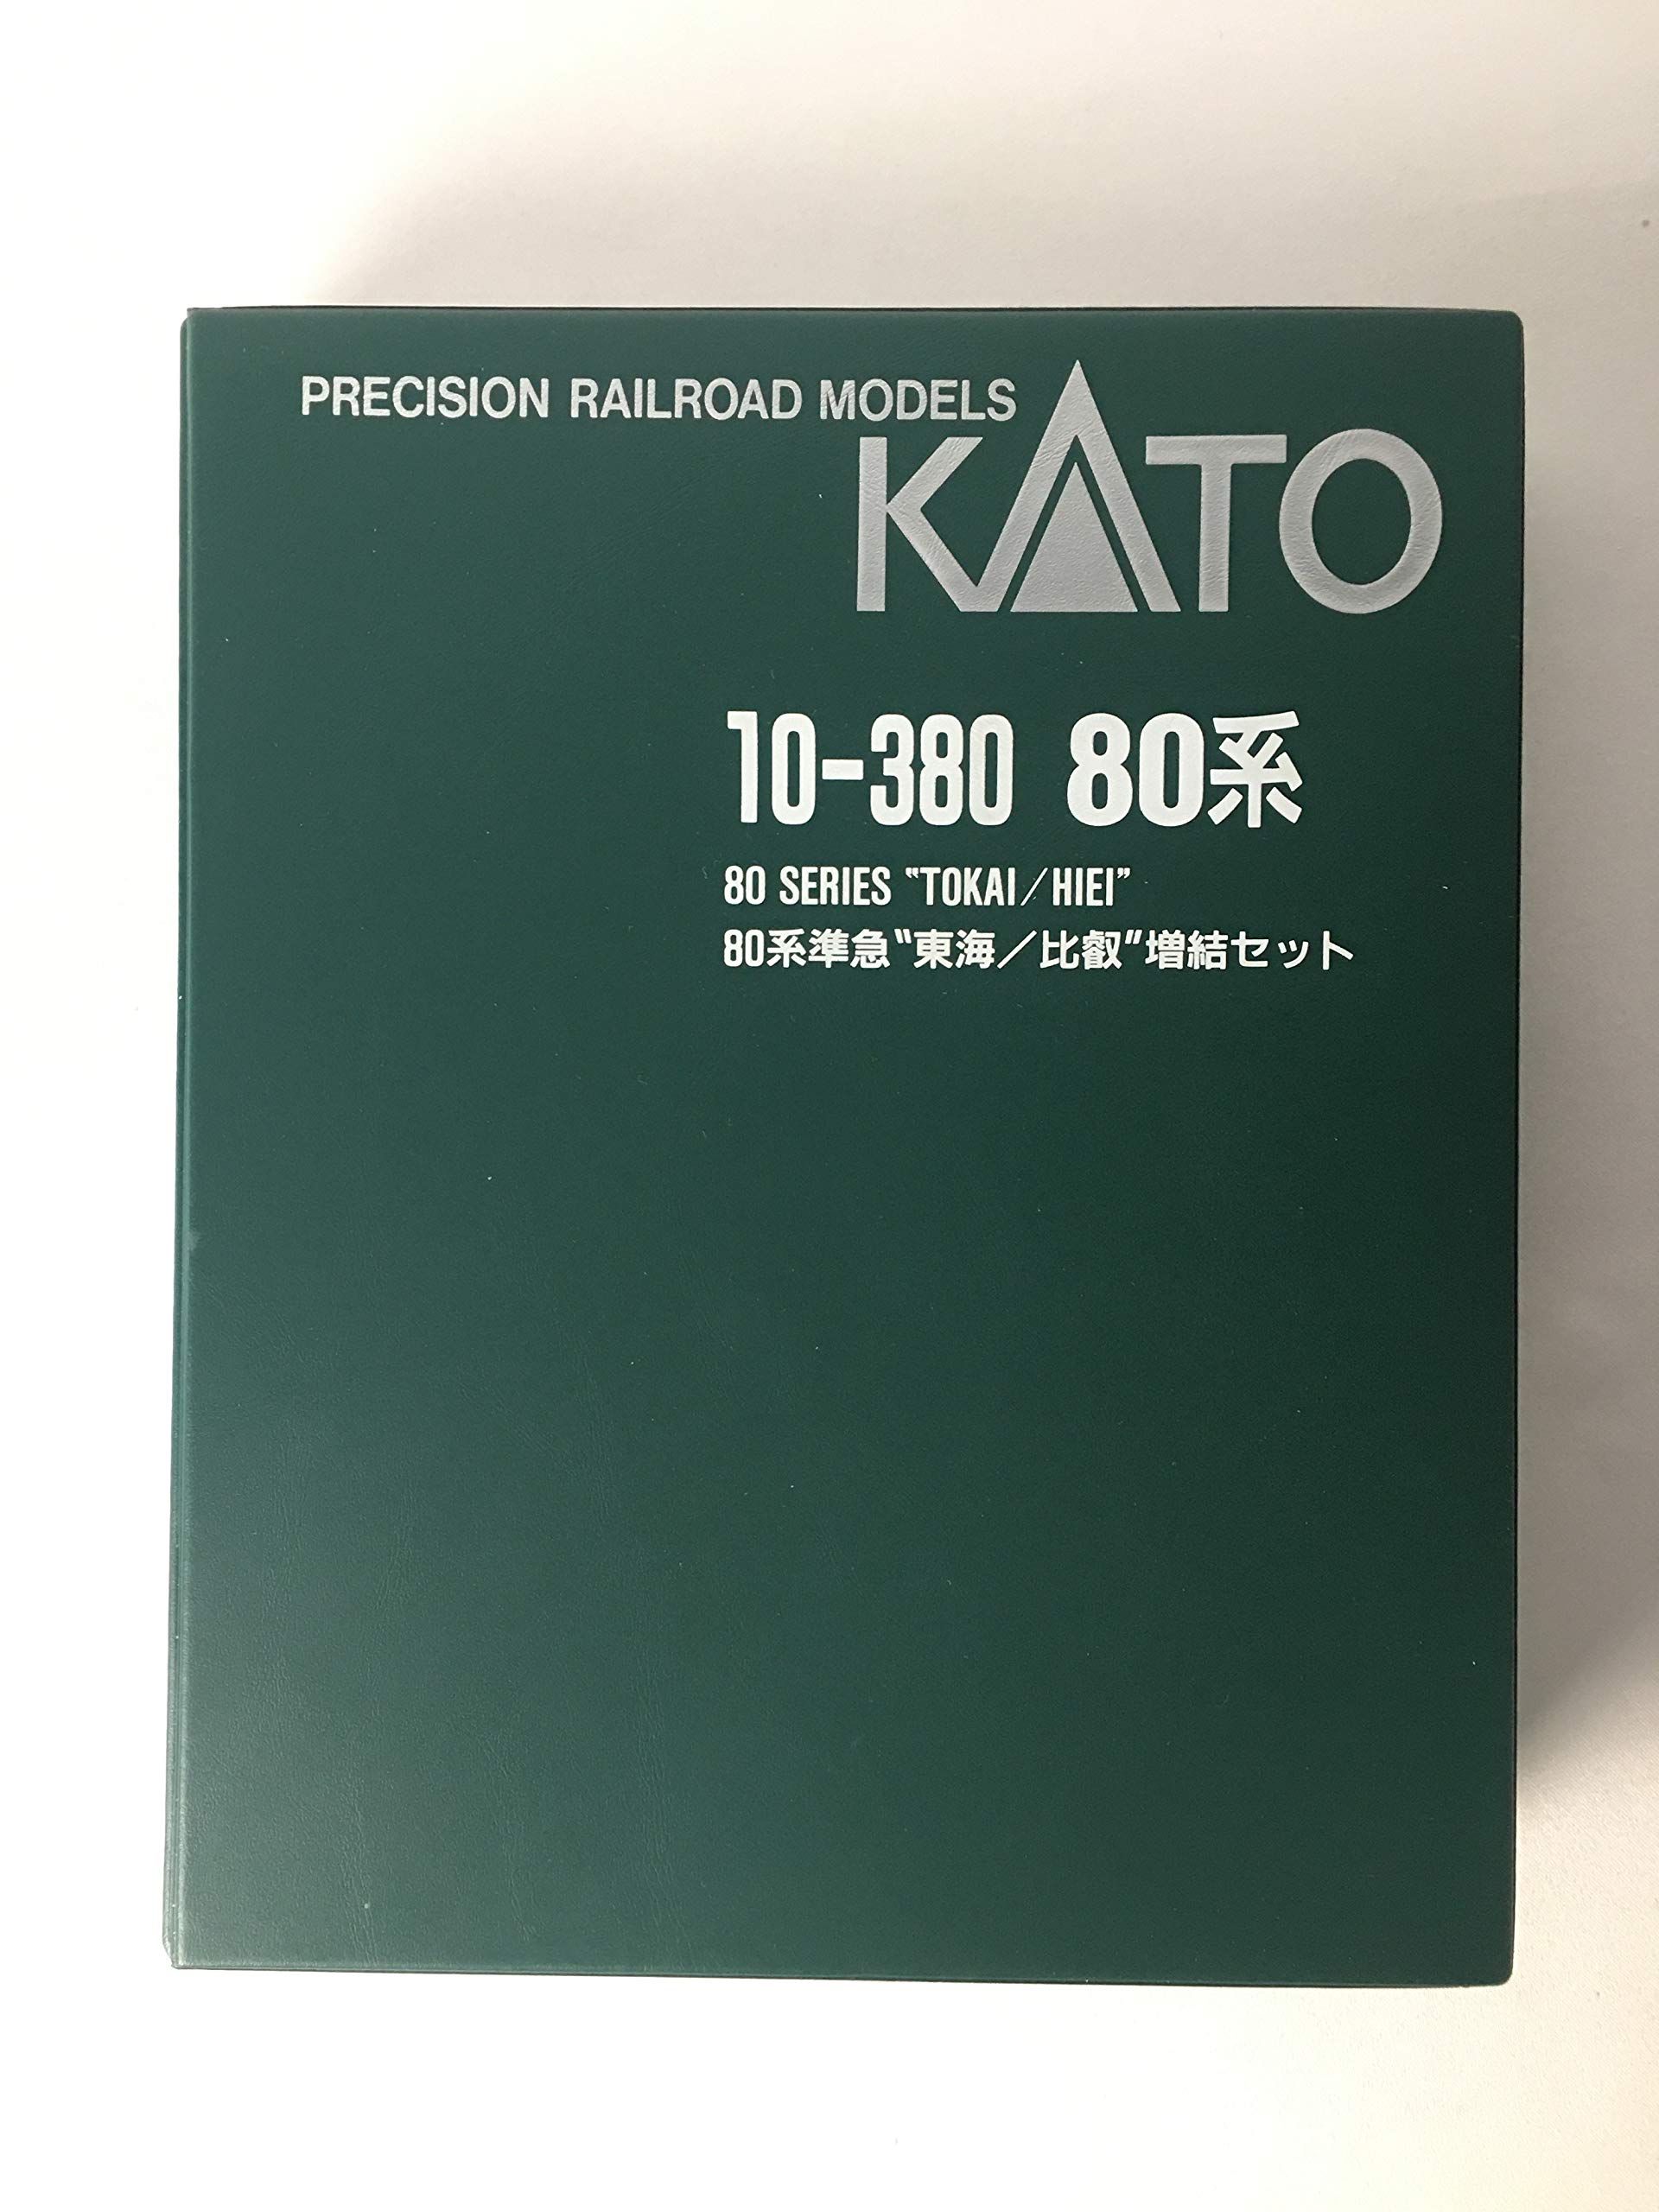 PRECISION RAILROAD MODELS
KATO
10-380 80系
80 SERIES "TOKAI/HIEI"
80系準急"東海/比叡"増結セット